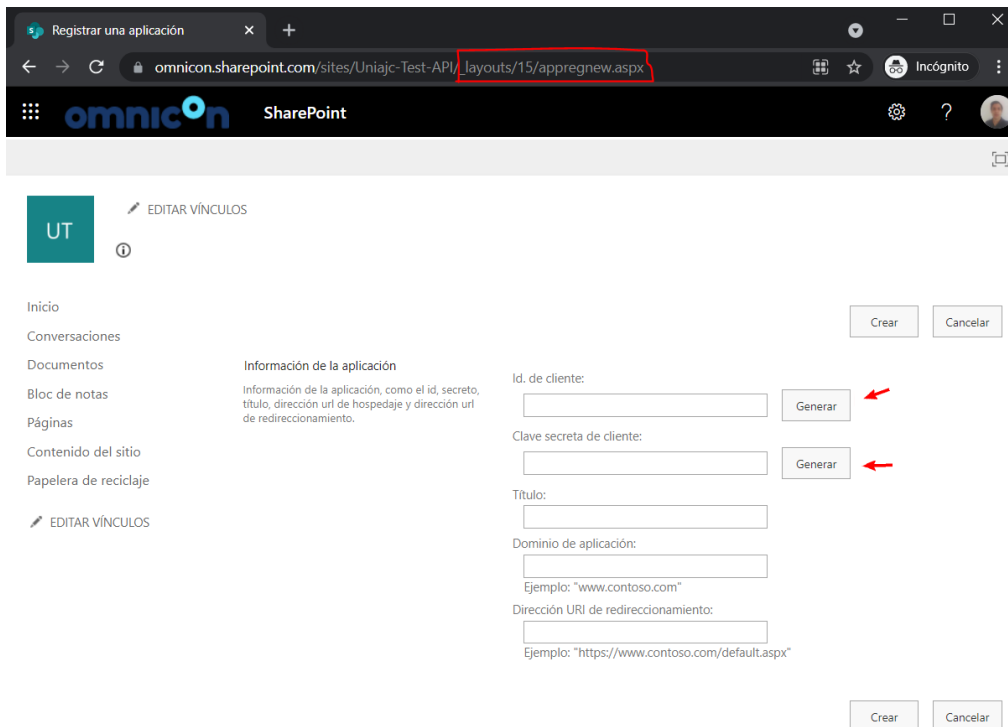 Registrar una aplicación
omnicon.sharepoint.com/sites/Uniajc-Test-API/_layouts/15/appregnew.aspx
Incógnito
omnicon
SharePoint
?
UT
EDITAR VÍNCULOS
Inicio
Conversaciones
Documentos
Bloc de notas
Páginas
Contenido del sitio
Papelera de reciclaje
EDITAR VÍNCULOS
Crear
Cancelar
Información de la aplicación
Información de la aplicación, como el id, secreto,
título, dirección url de hospedaje y dirección url
de redireccionamiento.
Id. de cliente:
Generar
Clave secreta de cliente:
Generar
Título:
Dominio de aplicación:
Ejemplo: "www.contoso.com"
Dirección URI de redireccionamiento:
Ejemplo: "https://www.contoso.com/default.aspx"
Crear
Cancelar